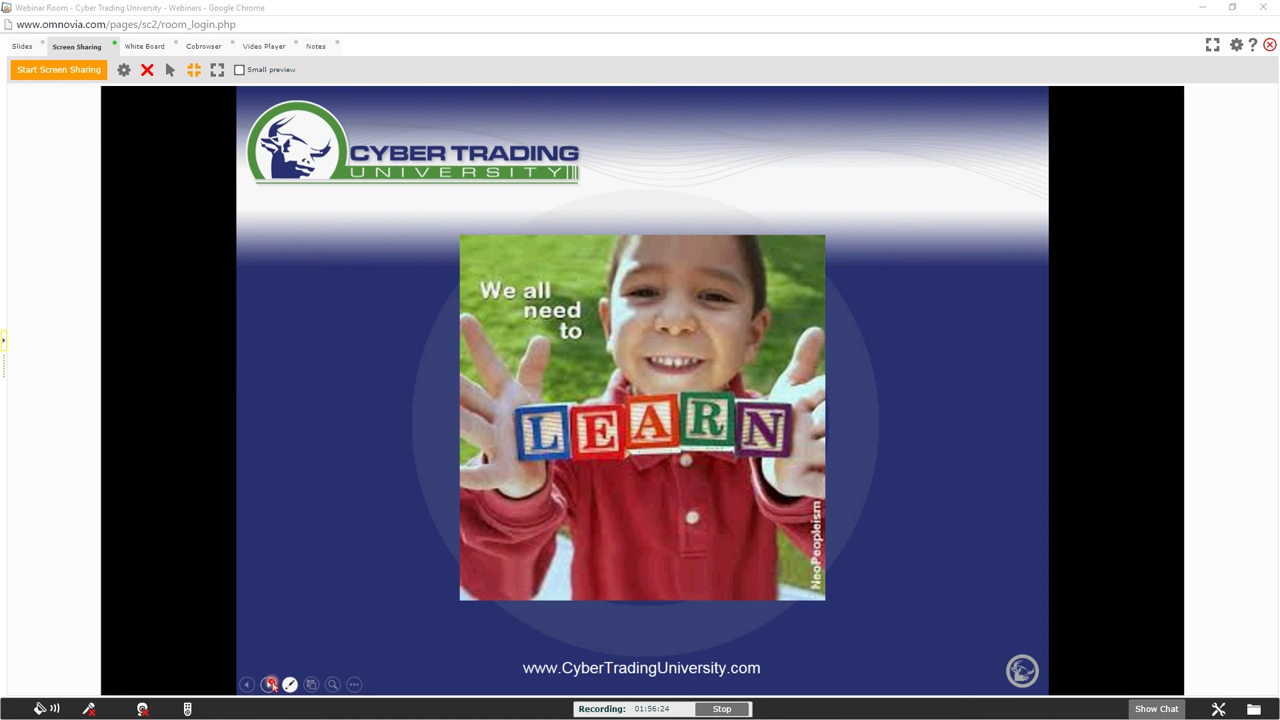 Webinar Room - Cyber Trading University - Webinars - Google Chrome
www.omnovia.com/pages/sc2/room_login.php
Slides Screen Sharing White Board Cobrowser Video Player Notes
Start Screen Sharing Small preview
CYBER TRADING
UNIVERSITY
We all
need
to
LEARN
NeoPeopleism
www.CyberTradingUniversity.com
Recording: 01:56:24 Stop Show Chat